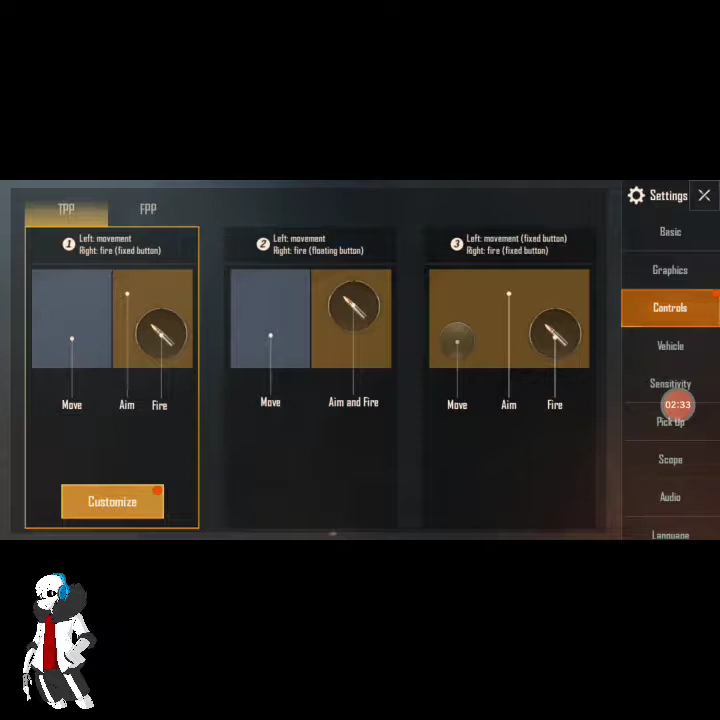 TPP
FPP
1 Left: movement
Right: fire (fixed button)
Move
Aim
Fire
Customize
2 Left: movement
Right: fire (floating button)
Move
Aim and Fire
3 Left: movement (fixed button)
Right: fire (fixed button)
Move
Aim
Fire
Settings
Basic
Graphics
Controls
Vehicle
Sensitivity
02:33
Pick Up
Scope
Audio
Language